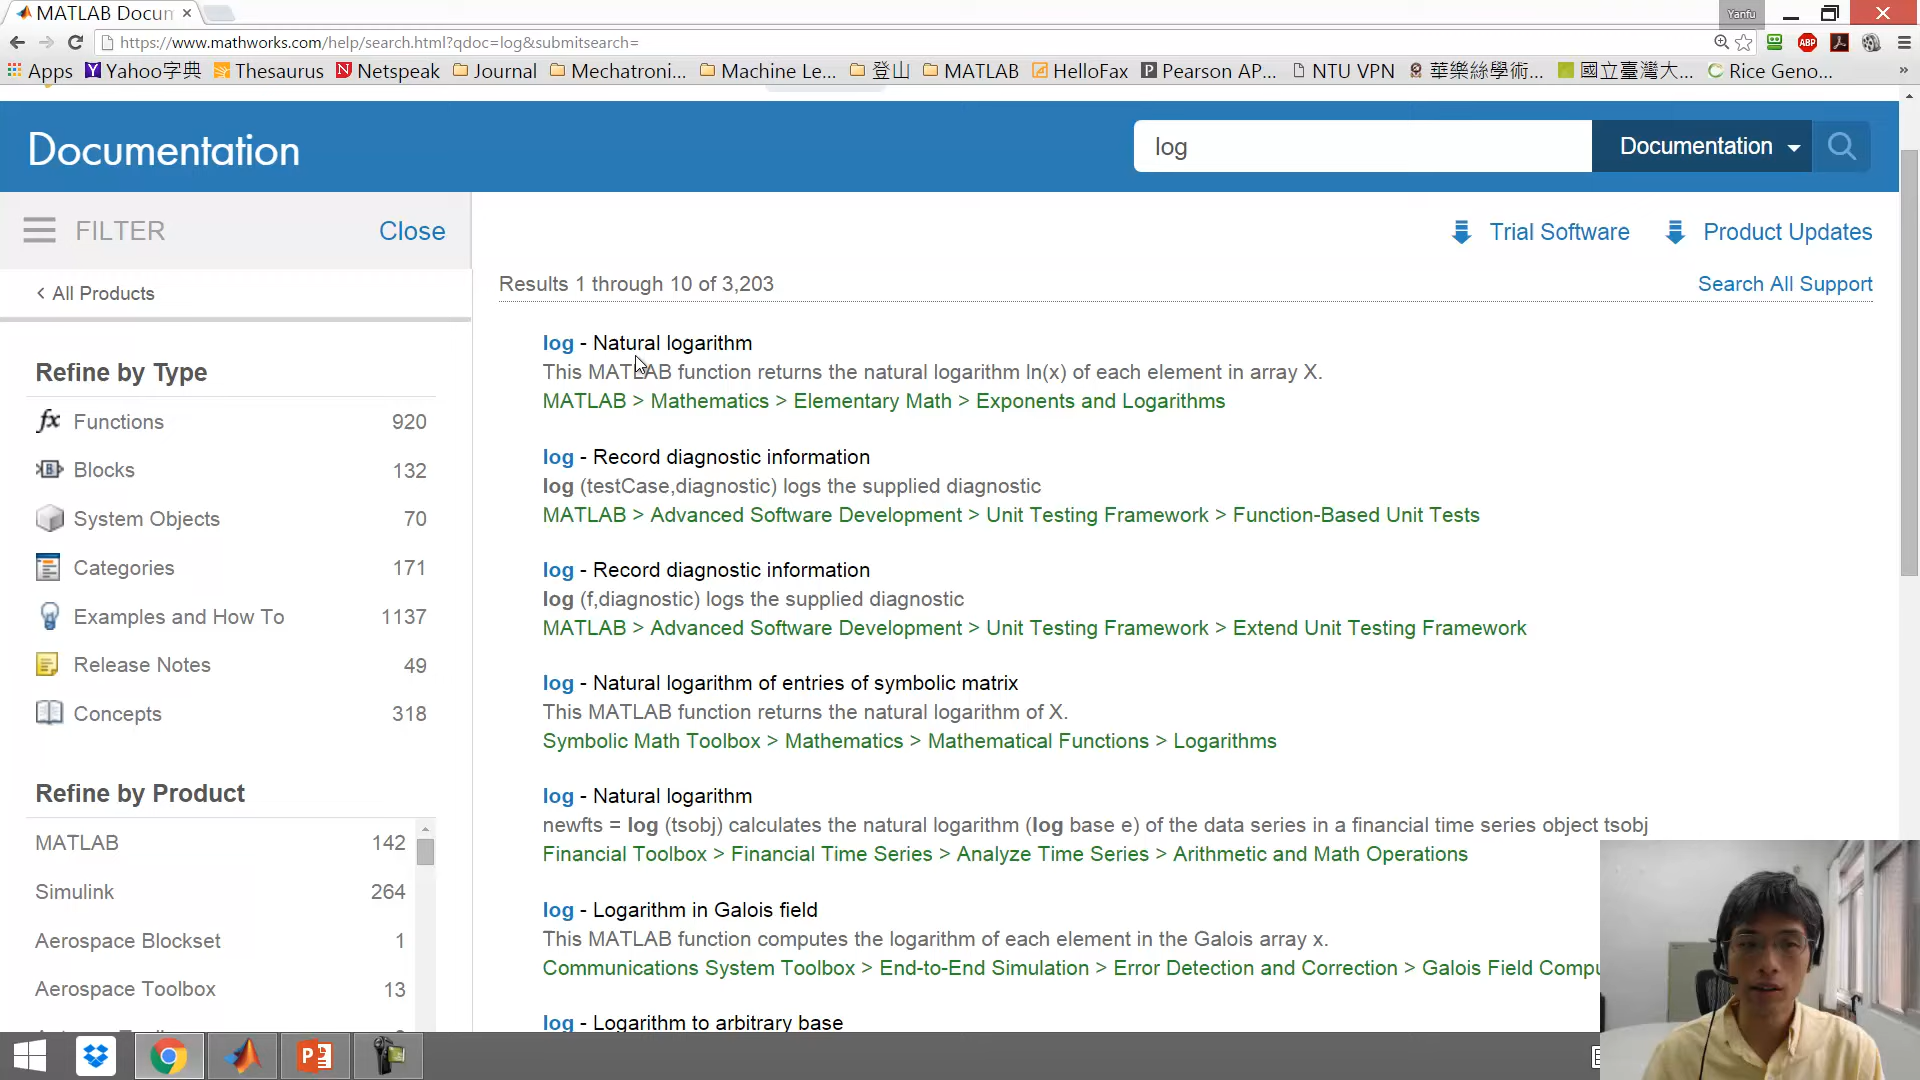 MATLAB Docum
Yanfu
https://www.mathworks.com/help/search.html?qdoc=log&submitsearch=
Apps Yahoo字典 Thesaurus Netspeak Journal Mechatroni... Machine Le... 登山 MATLAB HelloFax Pearson AP... NTU VPN 華樂絲學術... 國立臺灣大... Rice Geno... »
Documentation
log
Documentation
FILTER Close
Trial Software Product Updates
< All Products
Results 1 through 10 of 3,203
Search All Support
Refine by Type
Functions 920
Blocks 132
System Objects 70
Categories 171
Examples and How To 1137
Release Notes 49
Concepts 318
Refine by Product
MATLAB 142
Simulink 264
Aerospace Blockset 1
Aerospace Toolbox 13
log - Natural logarithm
This MATLAB function returns the natural logarithm ln(x) of each element in array X.
MATLAB > Mathematics > Elementary Math > Exponents and Logarithms
log - Record diagnostic information
log (testCase,diagnostic) logs the supplied diagnostic
MATLAB > Advanced Software Development > Unit Testing Framework > Function-Based Unit Tests
log - Record diagnostic information
log (f,diagnostic) logs the supplied diagnostic
MATLAB > Advanced Software Development > Unit Testing Framework > Extend Unit Testing Framework
log - Natural logarithm of entries of symbolic matrix
This MATLAB function returns the natural logarithm of X.
Symbolic Math Toolbox > Mathematics > Mathematical Functions > Logarithms
log - Natural logarithm
newfts = log (tsobj) calculates the natural logarithm (log base e) of the data series in a financial time series object tsobj
Financial Toolbox > Financial Time Series > Analyze Time Series > Arithmetic and Math Operations
log - Logarithm in Galois field
This MATLAB function computes the logarithm of each element in the Galois array x.
Communications System Toolbox > End-to-End Simulation > Error Detection and Correction > Galois Field Compu
log - Logarithm to arbitrary base